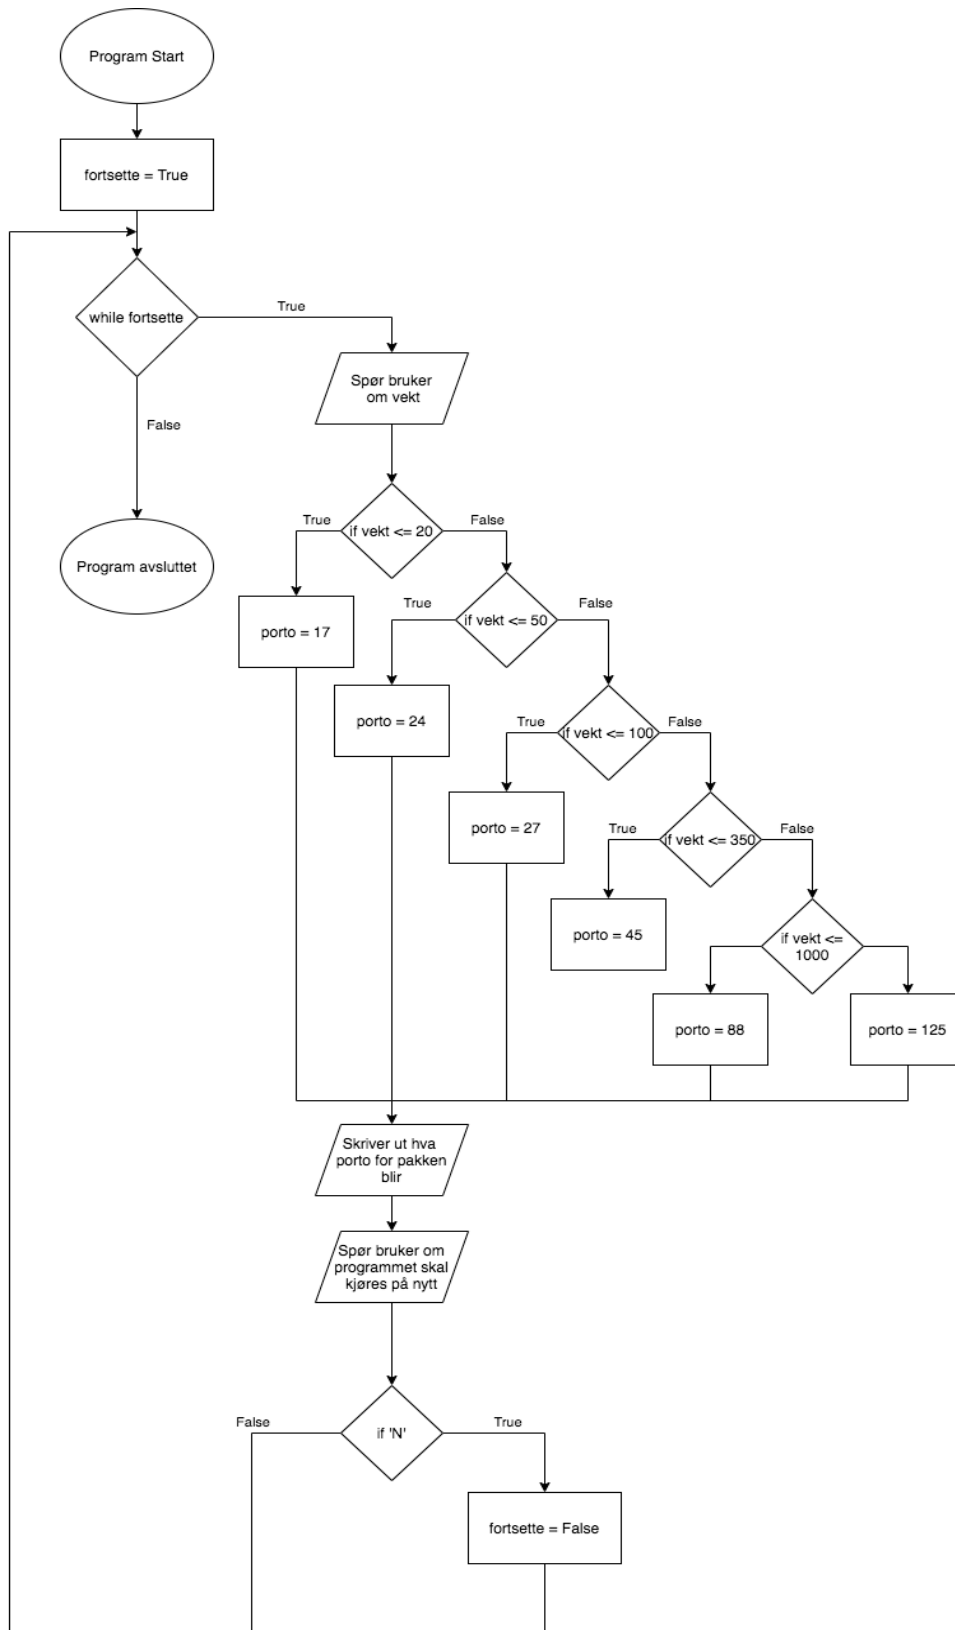 Program Start
fortsette = True
while fortsette
True
False
Spør bruker
om vekt
Program avsluttet
True
if vekt <= 20
False
porto = 17
True
if vekt <= 50
False
porto = 24
True
if vekt <= 100
False
porto = 27
True
if vekt <= 350
False
porto = 45
if vekt <=
1000
porto = 88
porto = 125
Skriver ut hva
porto for pakken
blir
Spør bruker om
programmet skal
kjøres på nytt
False
if 'N'
True
fortsette = False